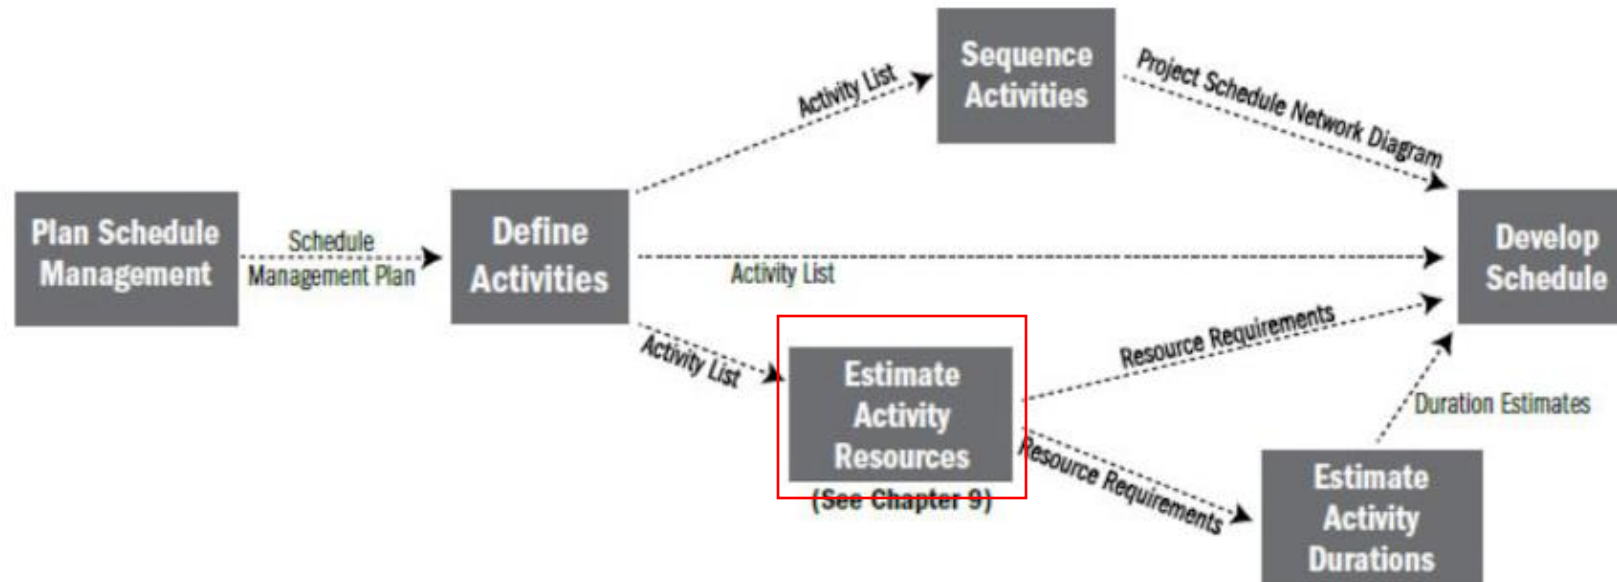 Sequence
Activities
Activity List
Project Schedule Network Diagram
Plan Schedule
Management
Schedule
Management Plan
Define
Activities
Activity List
Develop
Schedule
Activity List
Estimate
Activity
Resources
(See Chapter 9)
Resource Requirements
Resource Requirements
Duration Estimates
Estimate
Activity
Durations